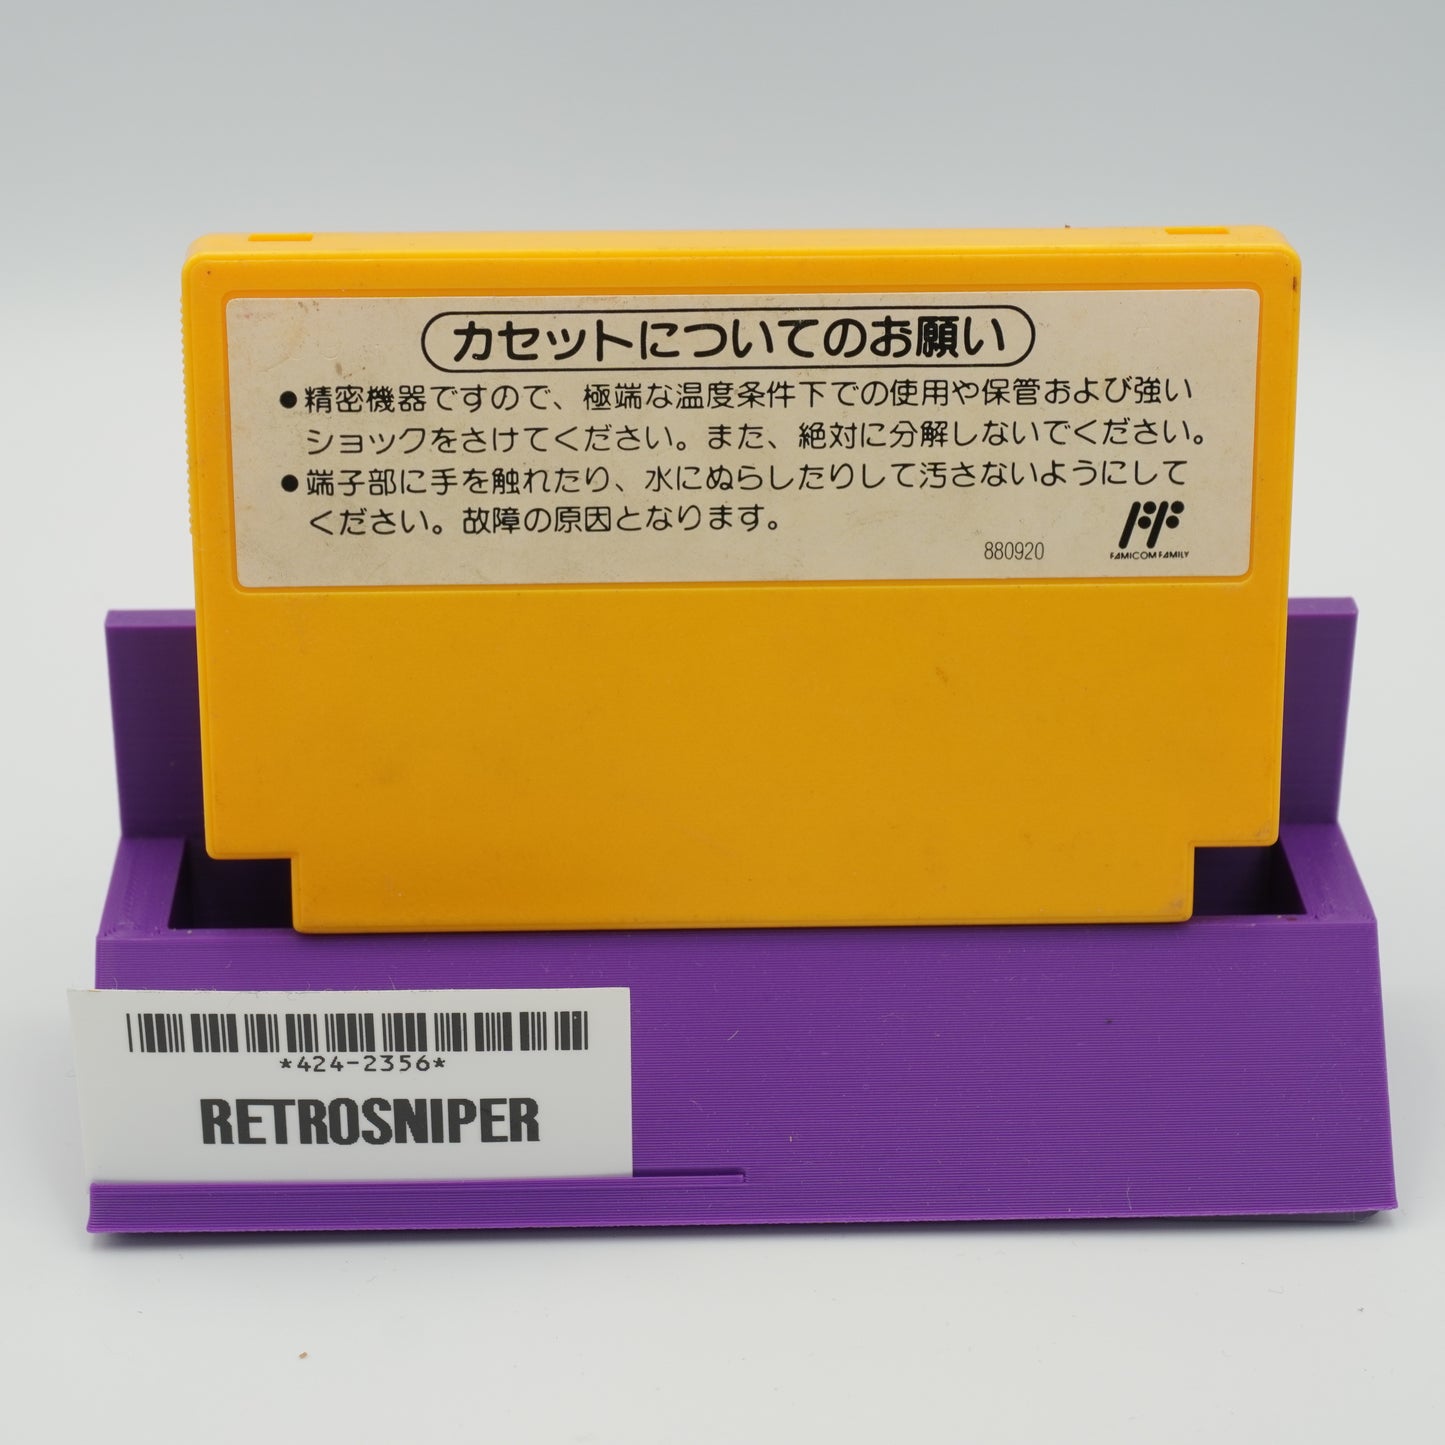 カセットについてのお願い
●精密機器ですので、極端な温度条件下での使用や保管および強い
ショックをさけてください。また、絶対に分解しないでください。
●端子部に手を触れたり、水にぬらしたりして汚さないようにして
ください。故障の原因となります。
880920
FAMICOM FAMILY
*424-2356*
RETROSNIPER